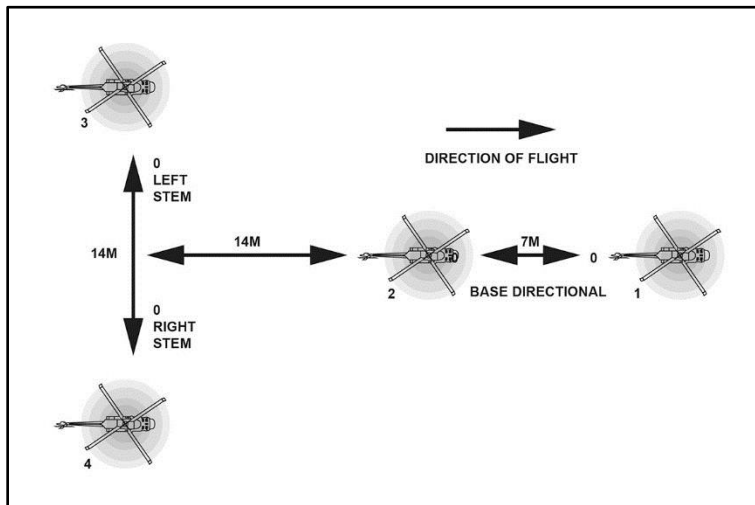 3
0
LEFT
STEM
DIRECTION OF FLIGHT
14M
14M
7M
0
0
2
BASE DIRECTIONAL
1
0
RIGHT
STEM
4